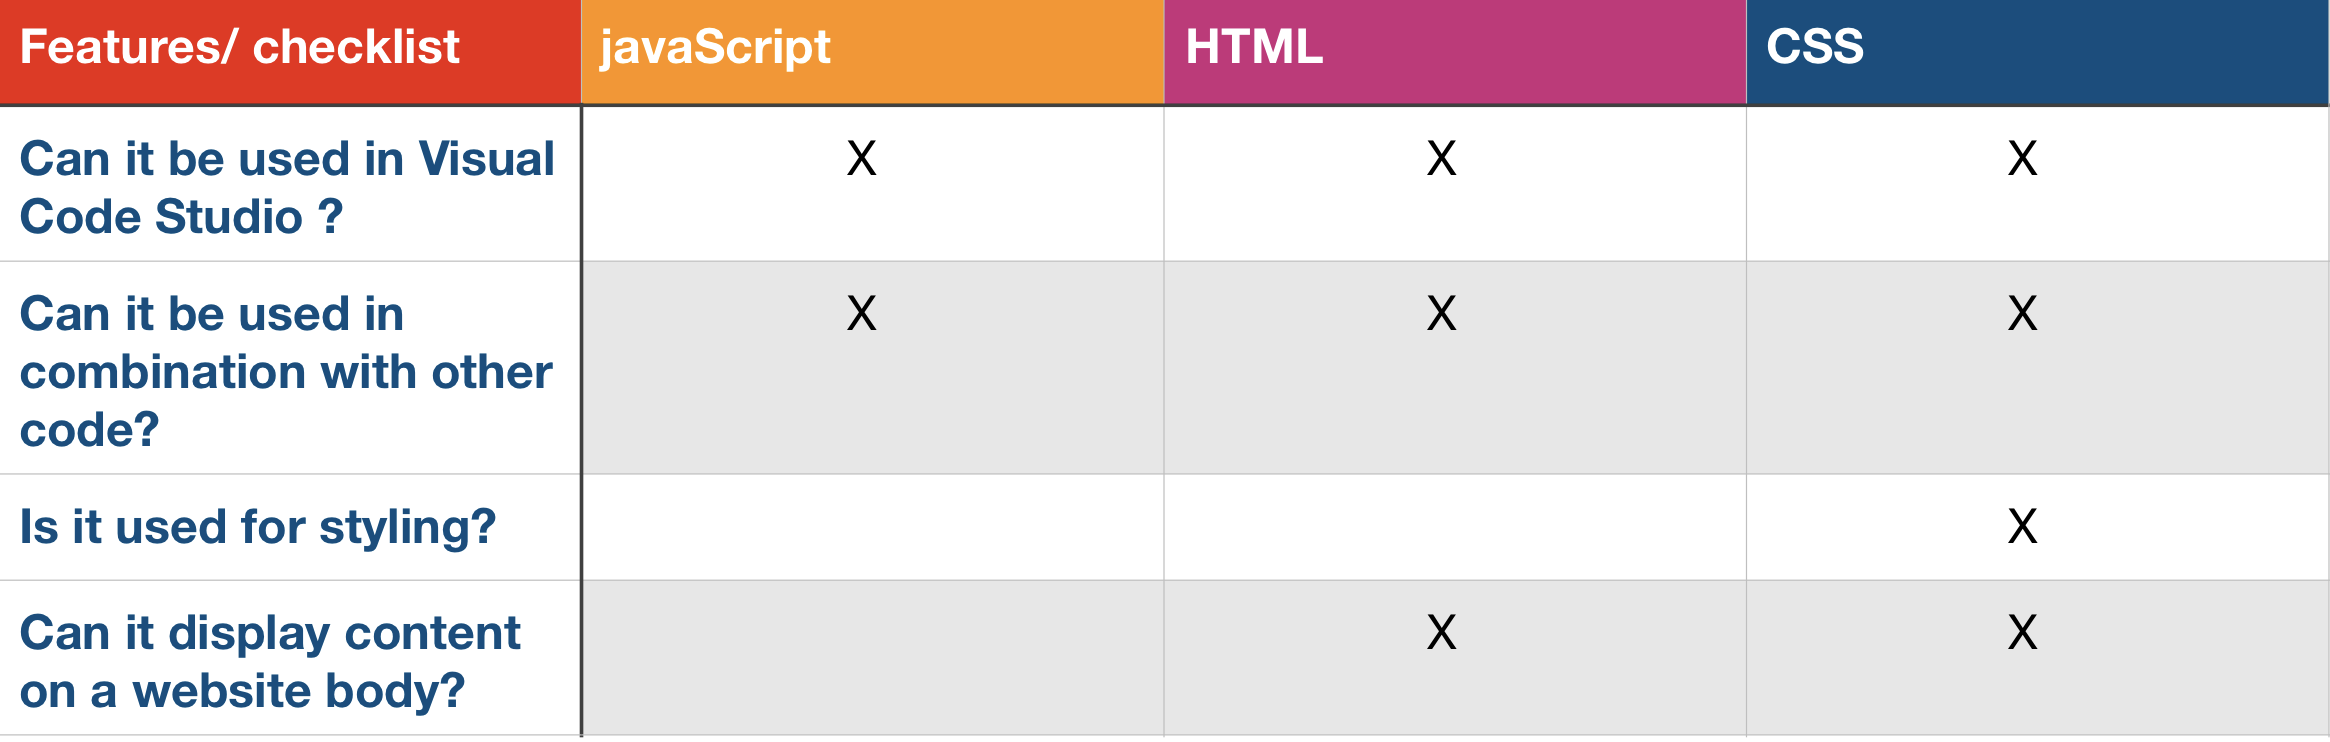 Features/ checklist javaScript HTML CSS
Can it be used in Visual X X X
Code Studio ?
Can it be used in X X X
combination with other
code?
Is it used for styling? X
Can it display content X X
on a website body?